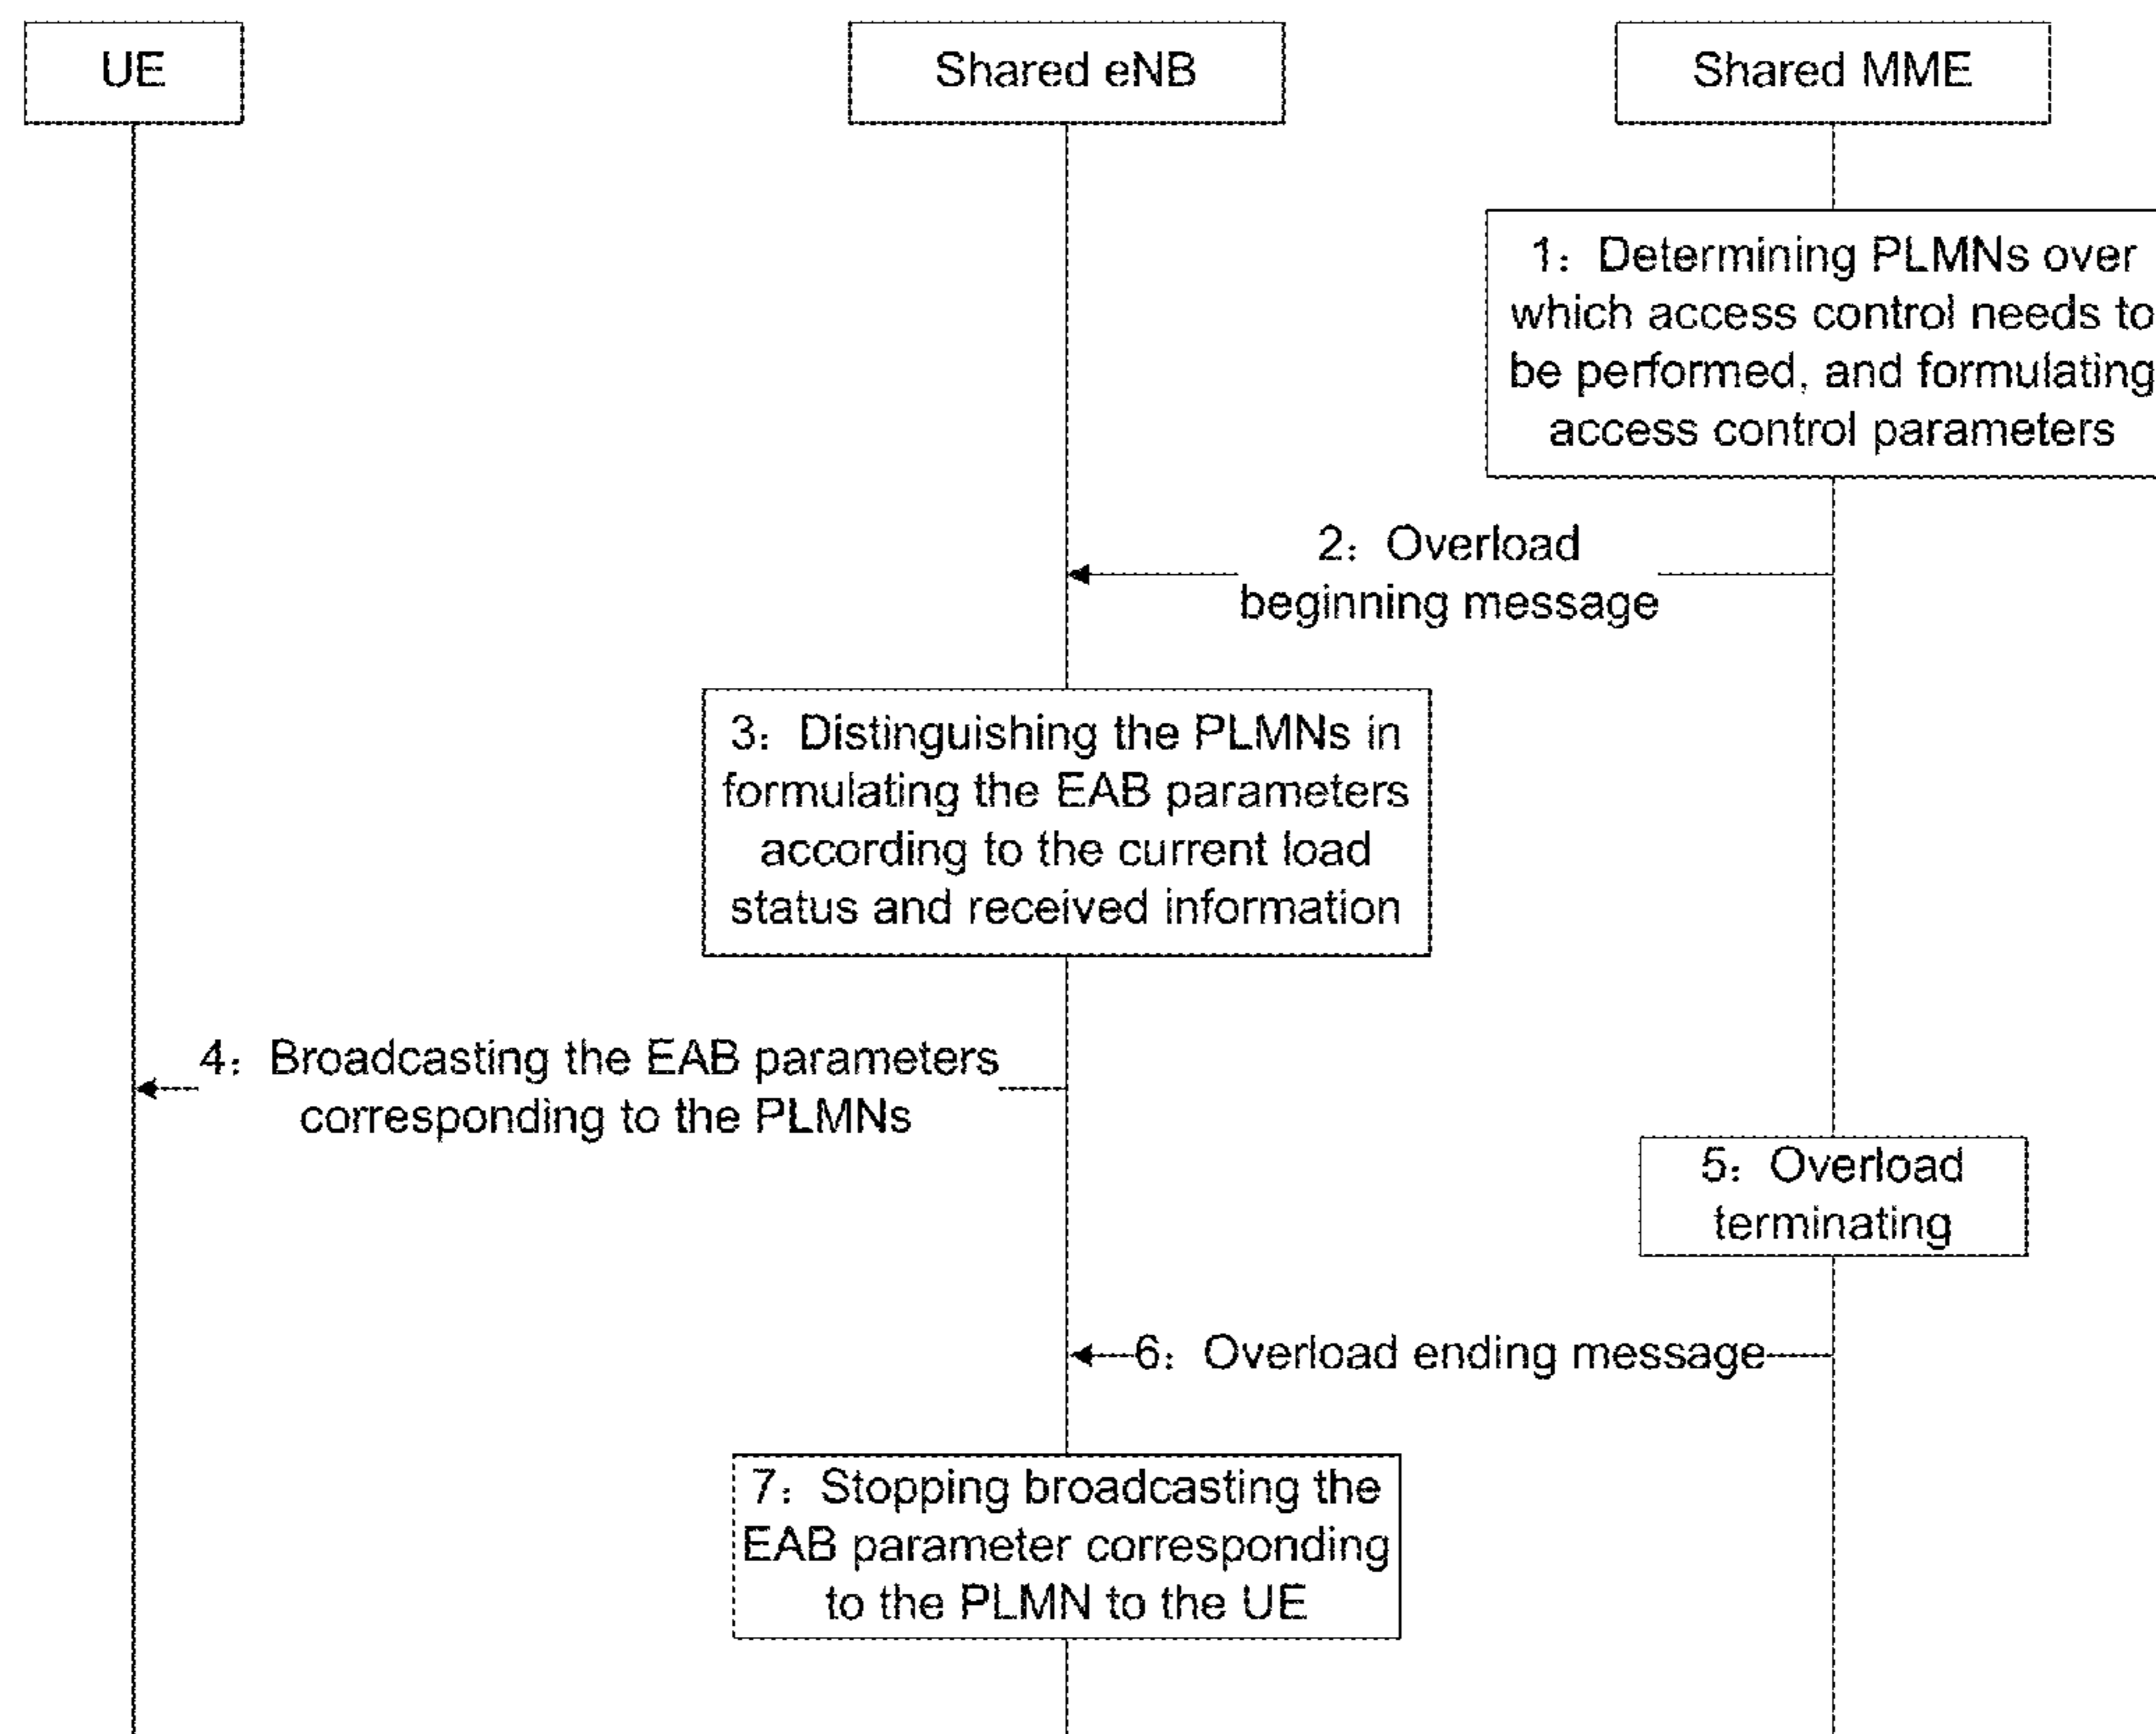 UE
Shared eNB
Shared MME
1: Determining PLMNs over
which access control needs to
be performed, and formulating
access control parameters
2: Overload
beginning message
3: Distinguishing the PLMNs in
formulating the EAB parameters
according to the current load
status and received information
4: Broadcasting the EAB parameters
corresponding to the PLMNs
5: Overload
terminating
6: Overload ending message
7: Stopping broadcasting the
EAB parameter corresponding
to the PLMN to the UE